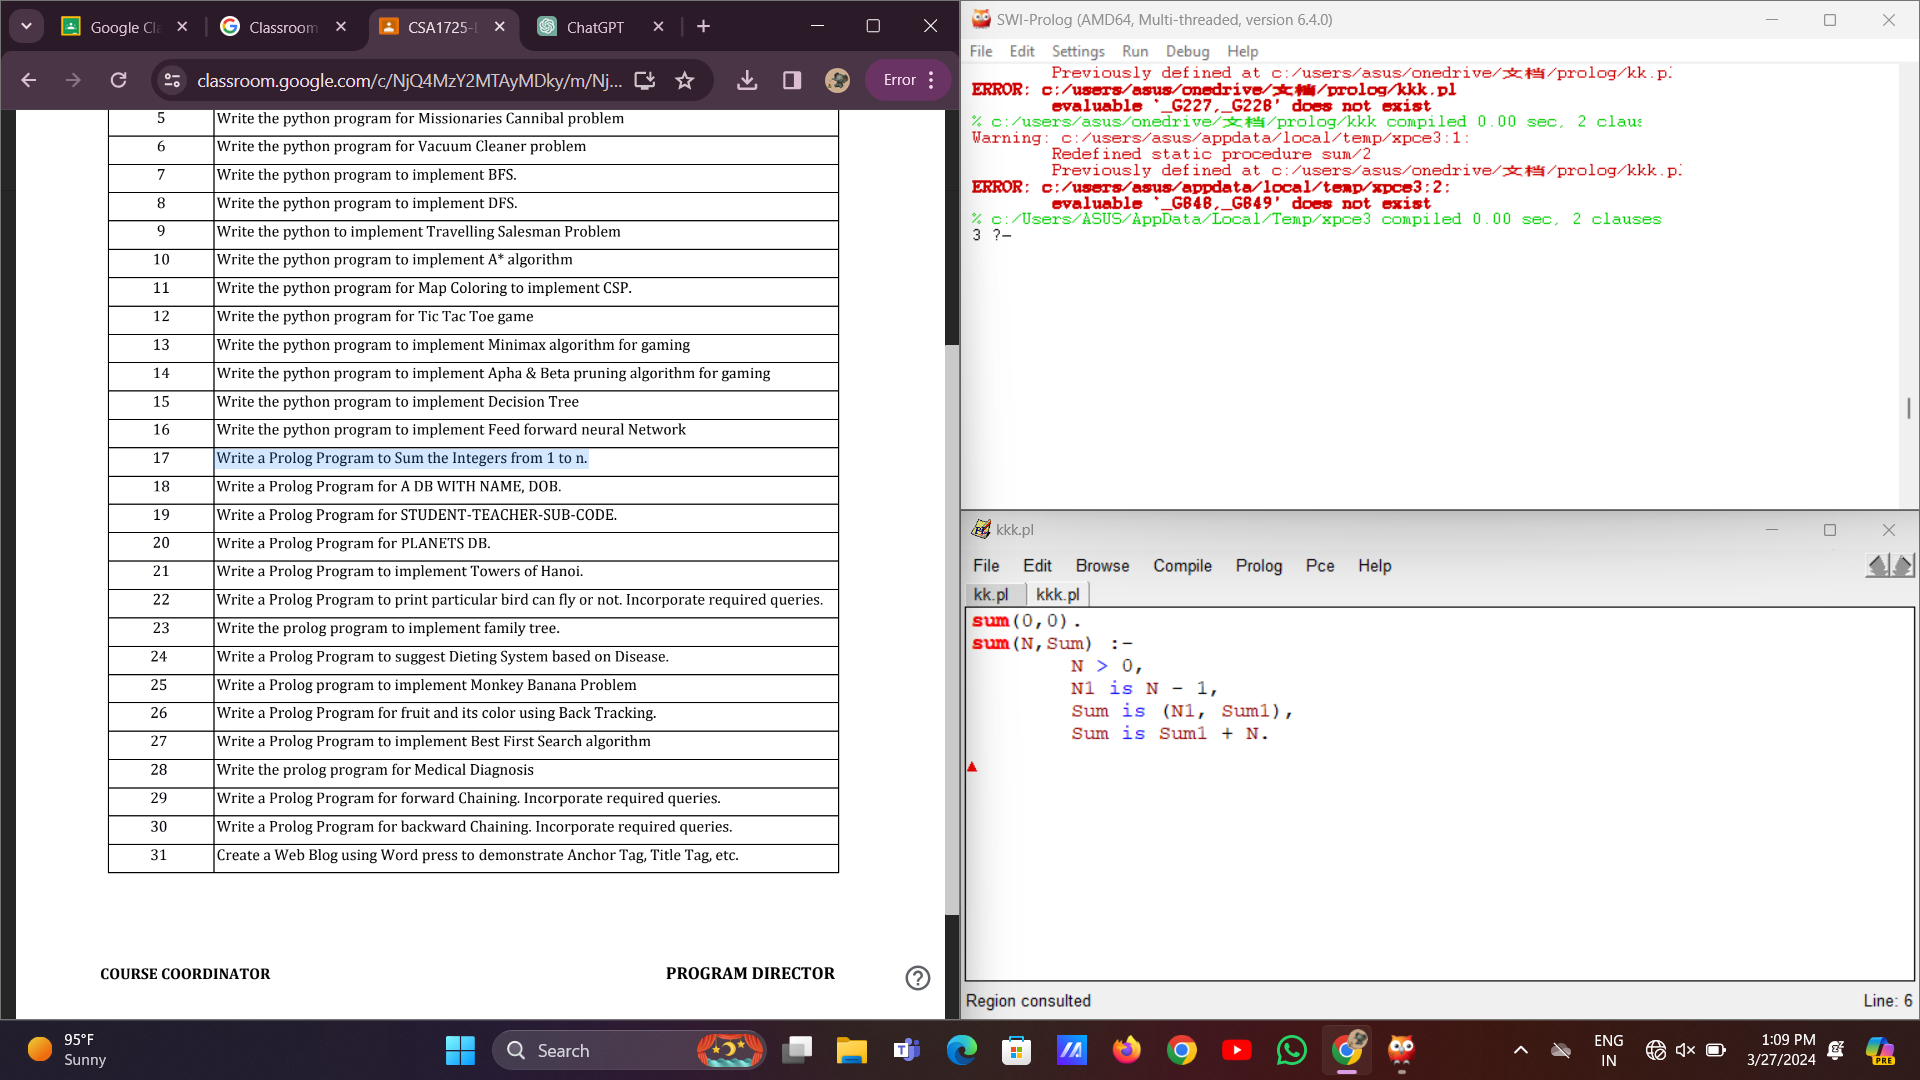 Google Cl
Classroom
CSA1725-
ChatGPT
classroom.google.com/c/NjQ4MzY2MTAyMDky/m/Nj...
Error
5 Write the python program for Missionaries Cannibal problem
6 Write the python program for Vacuum Cleaner problem
7 Write the python program to implement BFS.
8 Write the python program to implement DFS.
9 Write the python to implement Travelling Salesman Problem
10 Write the python program to implement A* algorithm
11 Write the python program for Map Coloring to implement CSP.
12 Write the python program for Tic Tac Toe game
13 Write the python program to implement Minimax algorithm for gaming
14 Write the python program to implement Apha & Beta pruning algorithm for gaming
15 Write the python program to implement Decision Tree
16 Write the python program to implement Feed forward neural Network
17 Write a Prolog Program to Sum the Integers from 1 to n.
18 Write a Prolog Program for A DB WITH NAME, DOB.
19 Write a Prolog Program for STUDENT-TEACHER-SUB-CODE.
20 Write a Prolog Program for PLANETS DB.
21 Write a Prolog Program to implement Towers of Hanoi.
22 Write a Prolog Program to print particular bird can fly or not. Incorporate required queries.
23 Write the prolog program to implement family tree.
24 Write a Prolog Program to suggest Dieting System based on Disease.
25 Write a Prolog program to implement Monkey Banana Problem
26 Write a Prolog Program for fruit and its color using Back Tracking.
27 Write a Prolog Program to implement Best First Search algorithm
28 Write the prolog program for Medical Diagnosis
29 Write a Prolog Program for forward Chaining. Incorporate required queries.
30 Write a Prolog Program for backward Chaining. Incorporate required queries.
31 Create a Web Blog using Word press to demonstrate Anchor Tag, Title Tag, etc.
COURSE COORDINATOR PROGRAM DIRECTOR
SWI-Prolog (AMD64, Multi-threaded, version 6.4.0)
File Edit Settings Run Debug Help
Previously defined at c:/users/asus/onedrive/文档/prolog/kk.pl
ERROR: c:/users/asus/onedrive/文档/prolog/kkk.pl
evaluable `_G227,_G228' does not exist
% c:/users/asus/onedrive/文档/prolog/kkk compiled 0.00 sec, 2 claus
Warning: c:/users/asus/appdata/local/temp/xpce3:1:
Redefined static procedure sum/2
Previously defined at c:/users/asus/onedrive/文档/prolog/kkk.pl
ERROR: c:/users/asus/appdata/local/temp/xpce3:2:
evaluable `_G848,_G849' does not exist
% c:/Users/ASUS/AppData/Local/Temp/xpce3 compiled 0.00 sec, 2 clauses
3 ?-
kkk.pl
File Edit Browse Compile Prolog Pce Help
kk.pl kkk.pl
sum(0,0).
sum(N,Sum) :-
N > 0,
N1 is N - 1,
Sum is (N1, Sum1),
Sum is Sum1 + N.
Region consulted Line: 6
95°F
Sunny
Search
ENG
IN
1:09 PM
3/27/2024
PRE